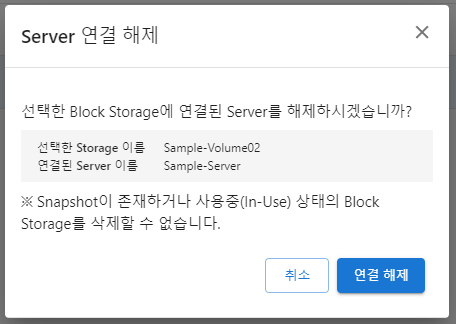 Server 연결 해제
선택한 Block Storage에 연결된 Server를 해제하시겠습니까?
선택한 Storage 이름 Sample-Volume02
연결된 Server 이름 Sample-Server
※ Snapshot이 존재하거나 사용중(In-Use) 상태의 Block
Storage를 삭제할 수 없습니다.
취소 연결 해제